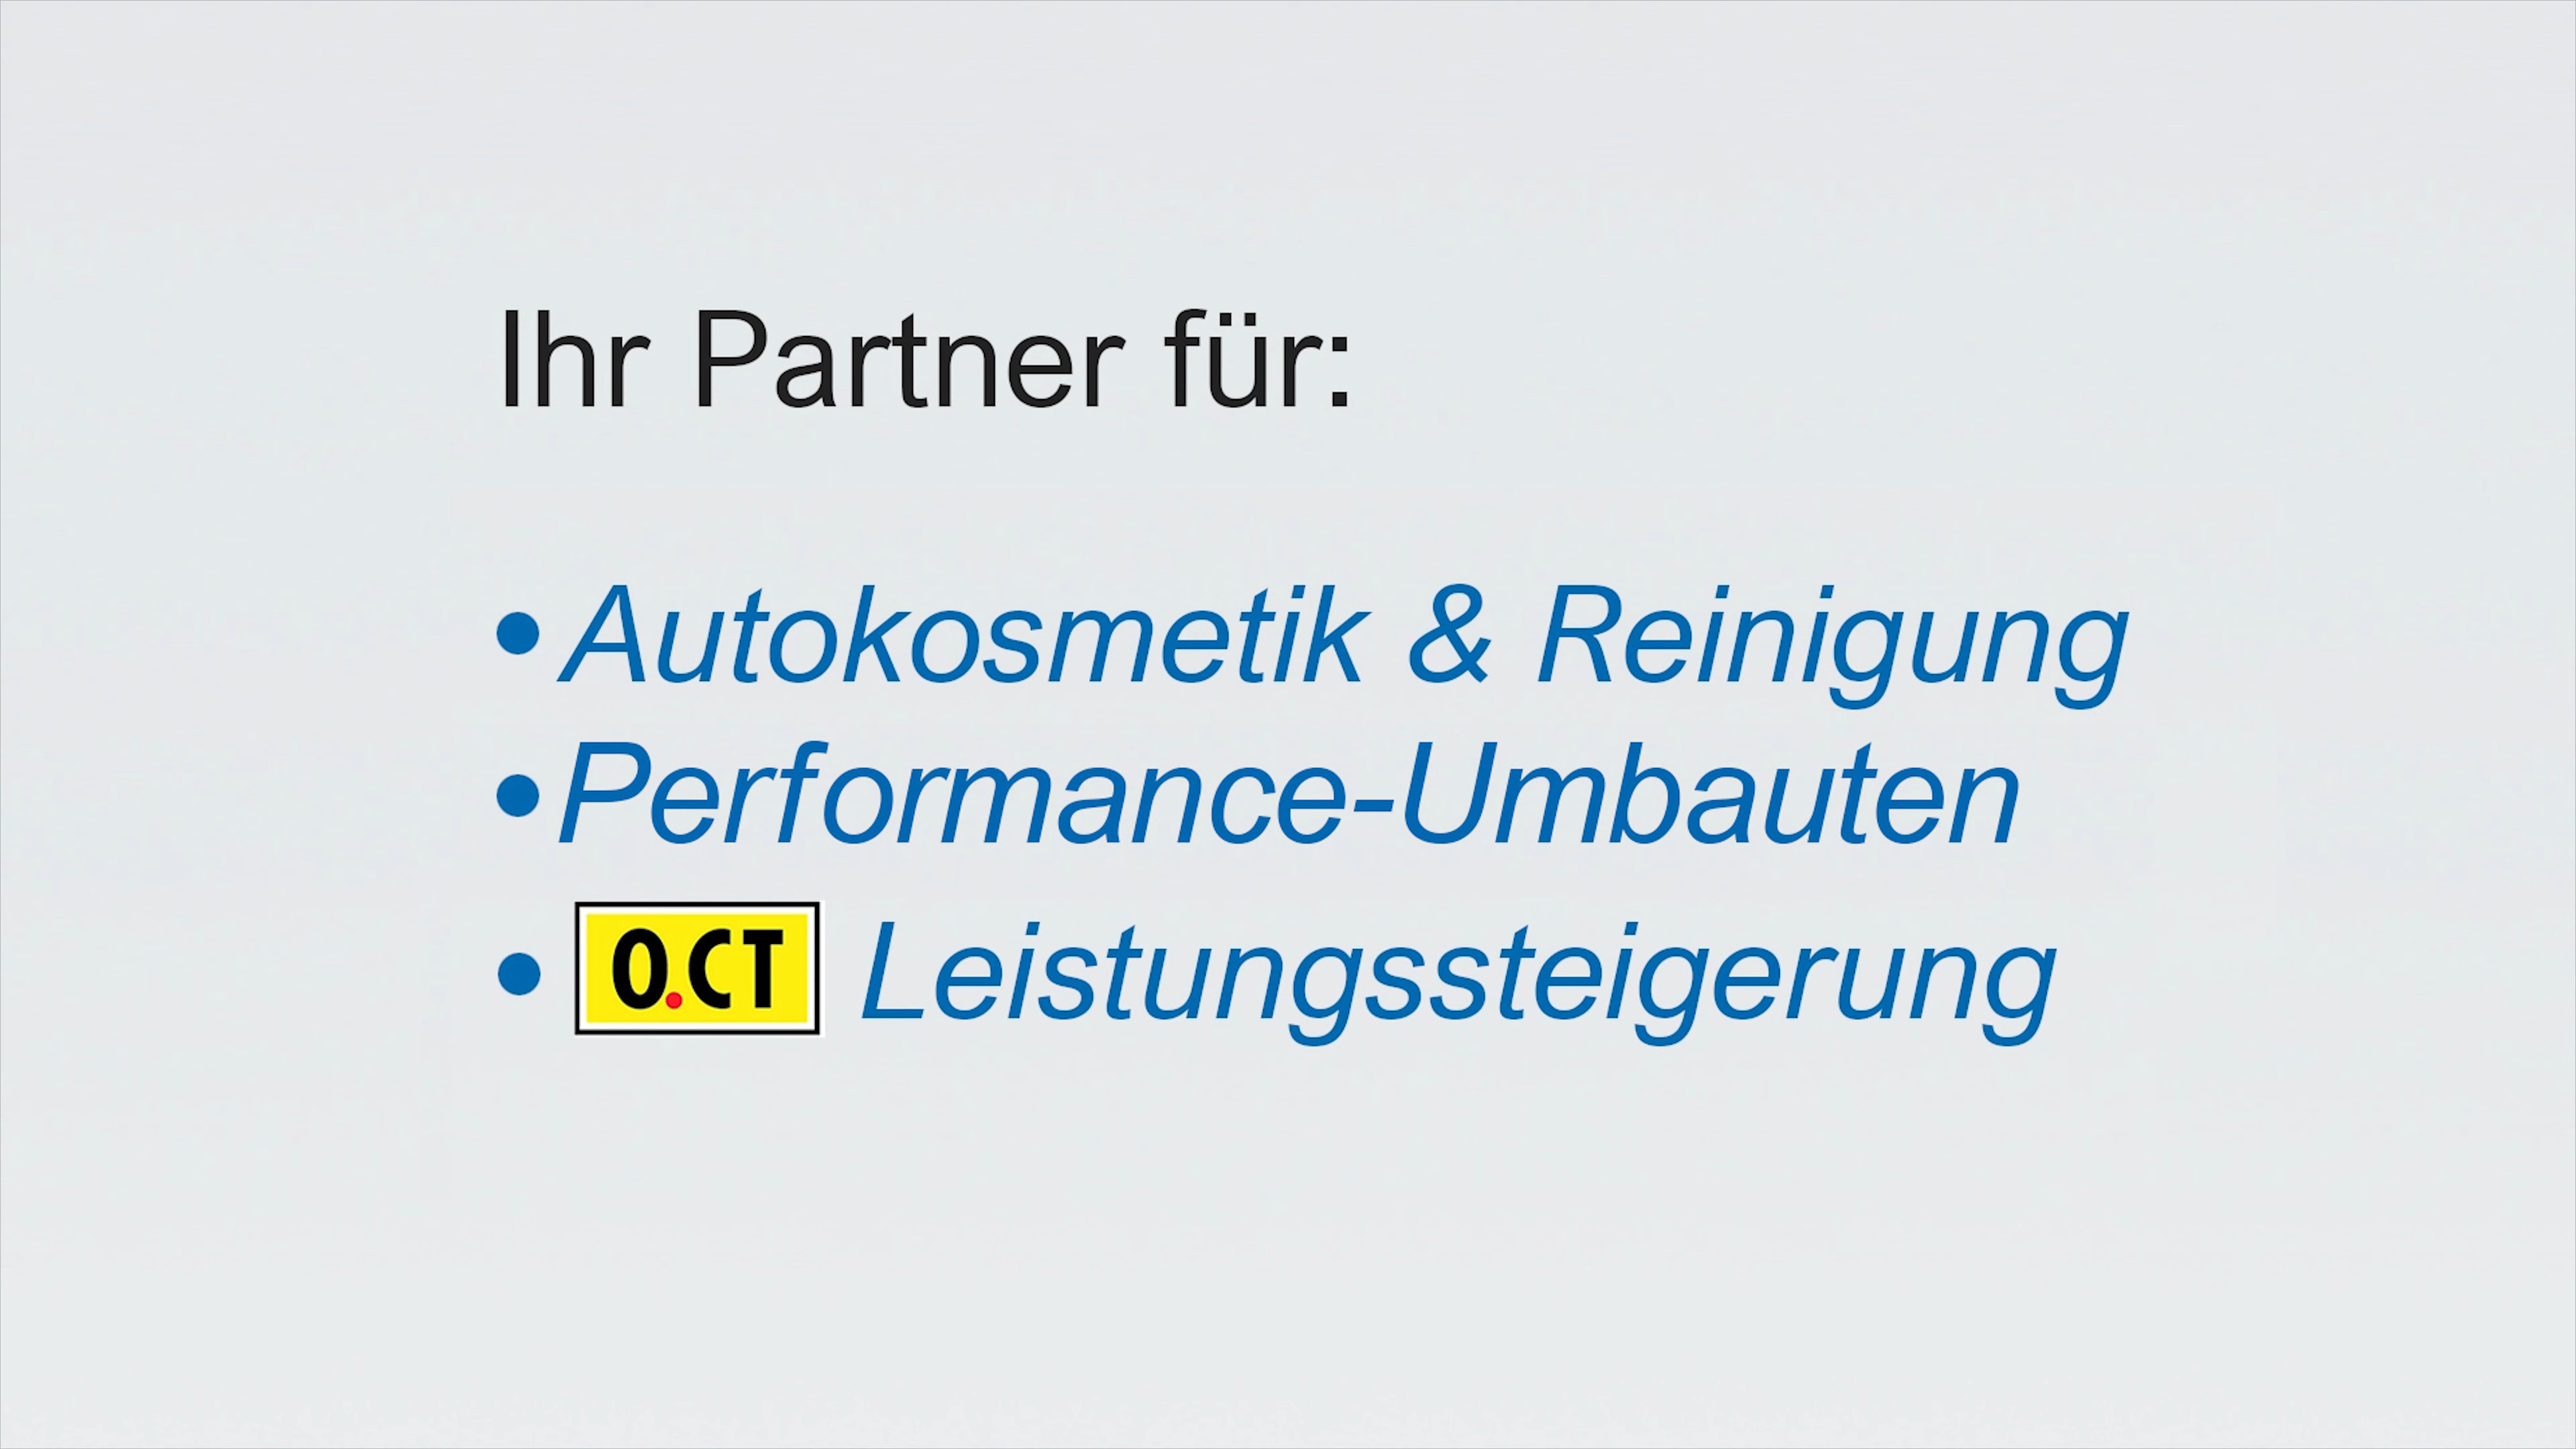 Ihr Partner für:
•Autokosmetik & Reinigung
•Performance-Umbauten
• O.CT Leistungssteigerung